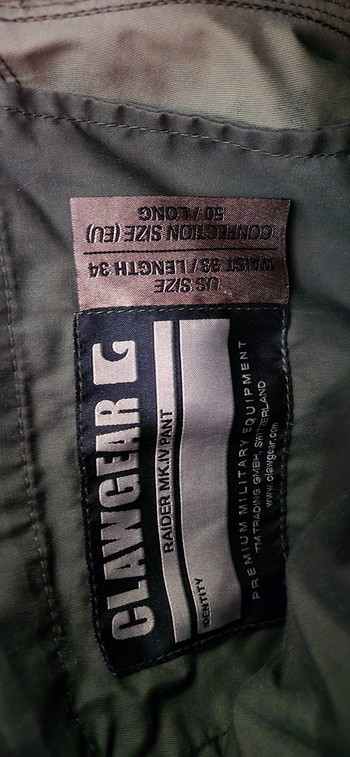 US SIZE
WAIST 33 / LENGTH 34
CONFECTION SIZE (EU)
50 / LONG
CLAWGEAR
RAIDER MK.IV PANT
IDENTITY
PREMIUM MILITARY EQUIPMENT
TM TRADING GMBH, SWITZERLAND
www.clawgear.com